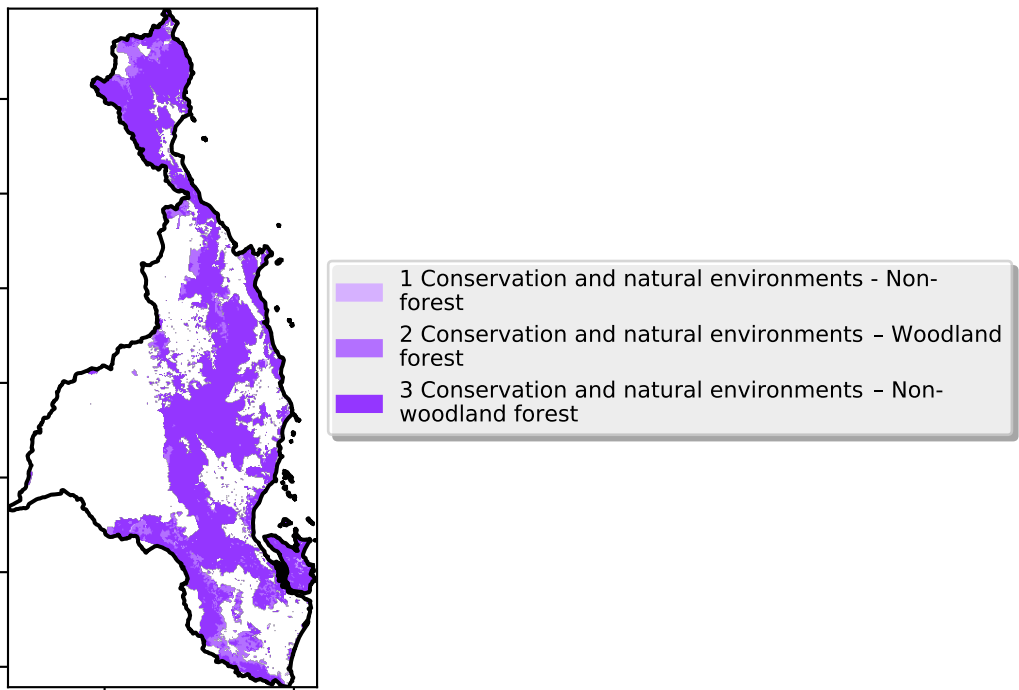 1 Conservation and natural environments - Non-
forest
2 Conservation and natural environments – Woodland
forest
3 Conservation and natural environments – Non-
woodland forest